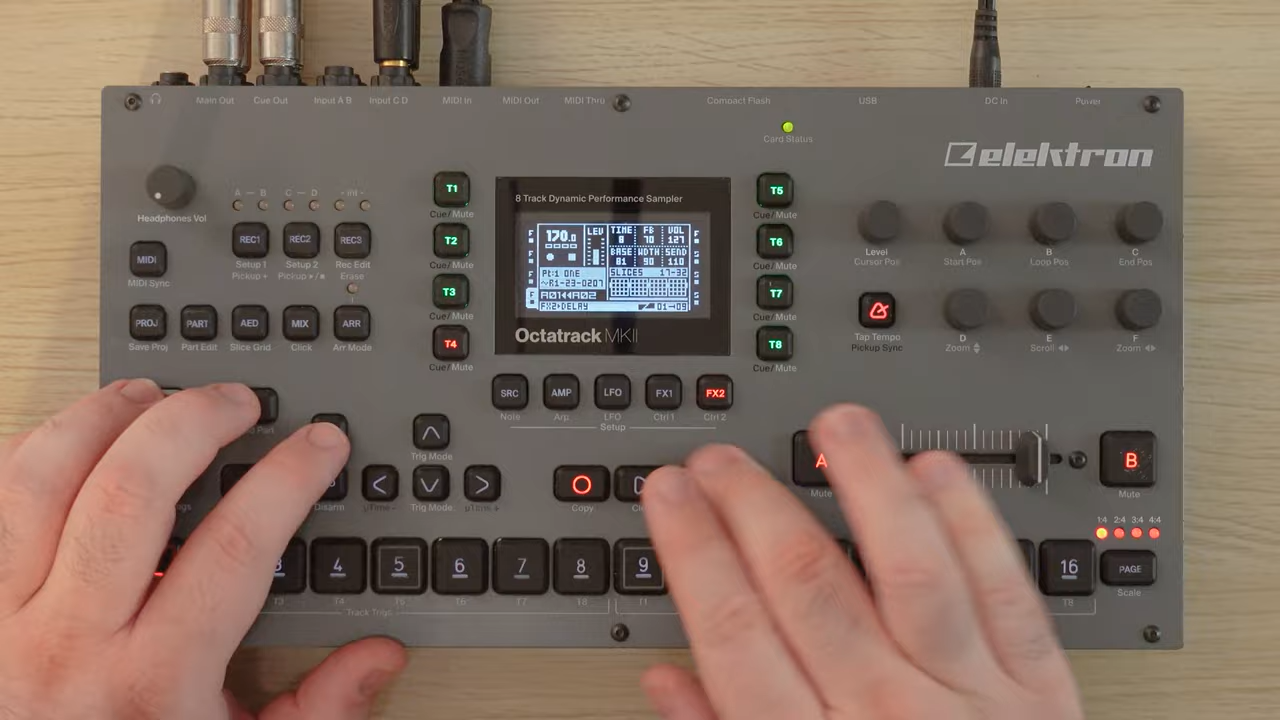 Main Out
Cue Out
Input A B
Input C D
MIDI In
MIDI Out
MIDI Thru
Compact Flash
USB
DC In
Power
Card Status
elektron
Headphones Vol
A B C D Int
REC1 REC2 REC3
Setup 1
Setup 2
Rec Edit
Pickup +
Erase
MIDI
MIDI Sync
PROJ PART AED MIX ARR
Save Proj
Part Edit
Slice Grid
Click
Arr Mode
T1
Cue/Mute
T2
Cue/Mute
T3
Cue/Mute
T4
Cue/Mute
8 Track Dynamic Performance Sampler
170.0
LEV
TIME FB VOL
8 70 127
BASE WDTH SEND
81 90 110
Pt:1 ONE
SLICES 17-32
R1-23-0207
A01 A02
FX2:DELAY
01 09
Octatrack MKII
T5
Cue/Mute
T6
Cue/Mute
T7
Cue/Mute
T8
Cue/Mute
Level
Cursor Pos
A
Start Pos
B
Loop Pos
C
End Pos
Tap Tempo
Pickup Sync
D
Zoom
E
Scroll
F
Zoom
SRC AMP LFO FX1 FX2
Note
Arp
LFO
Ctrl 1
Ctrl 2
Setup
Part
Trig Mode
Disarm
μTime -
Trig Mode
μTime +
Copy
A
Mute
B
Mute
1:4 2:4 3:4 4:4
4 5 6 7 8 9 16
PAGE
Scale
T3 T4 T5 T6 T7 T8 T1 T8
Track Trigs